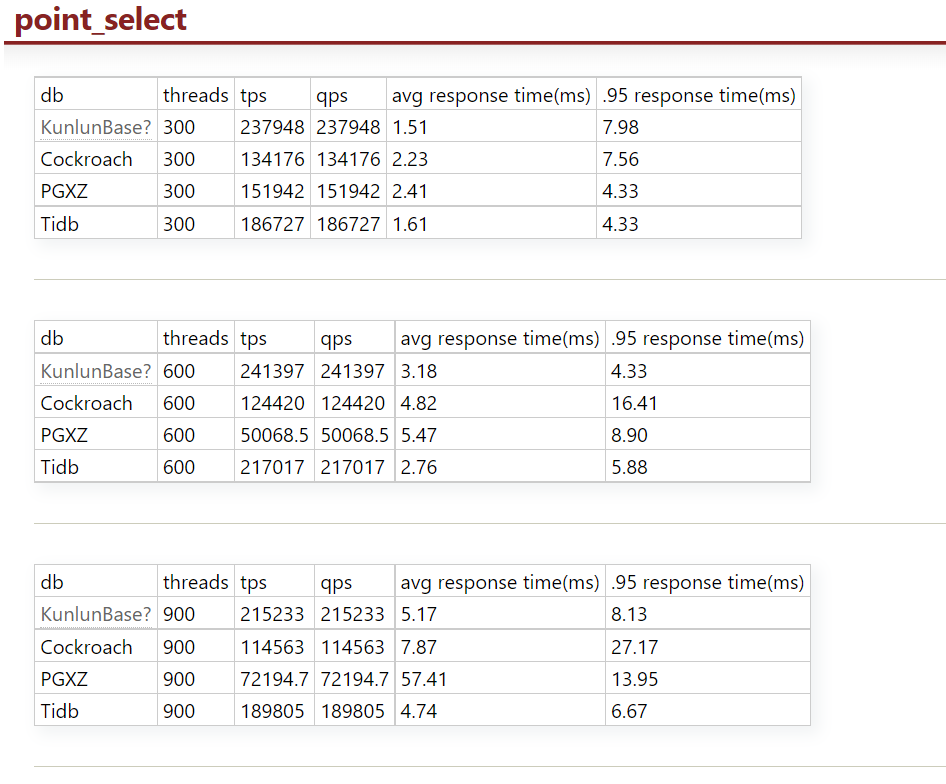 point_select
db threads tps qps avg response time(ms) .95 response time(ms)
KunlunBase? 300 237948 237948 1.51 7.98
Cockroach 300 134176 134176 2.23 7.56
PGXZ 300 151942 151942 2.41 4.33
Tidb 300 186727 186727 1.61 4.33
db threads tps qps avg response time(ms) .95 response time(ms)
KunlunBase? 600 241397 241397 3.18 4.33
Cockroach 600 124420 124420 4.82 16.41
PGXZ 600 50068.5 50068.5 5.47 8.90
Tidb 600 217017 217017 2.76 5.88
db threads tps qps avg response time(ms) .95 response time(ms)
KunlunBase? 900 215233 215233 5.17 8.13
Cockroach 900 114563 114563 7.87 27.17
PGXZ 900 72194.7 72194.7 57.41 13.95
Tidb 900 189805 189805 4.74 6.67